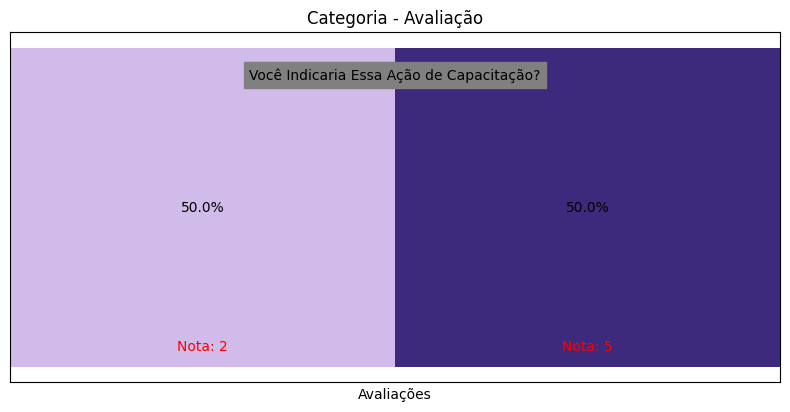 Categoria - Avaliação
Você Indicaria Essa Ação de Capacitação?
50.0% 50.0%
Nota: 2 Nota: 5
Avaliações